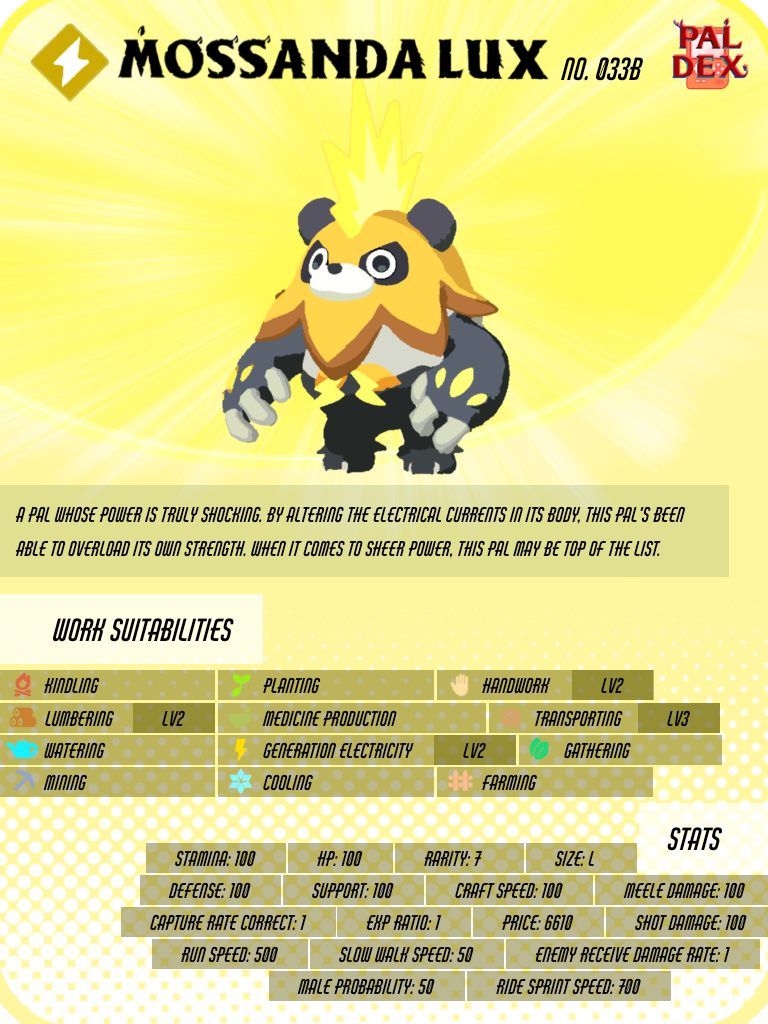 MOSSANDA LUX NO. 033B
PAL
DEX
A PAL WHOSE POWER IS TRULY SHOCKING. BY ALTERING THE ELECTRICAL CURRENTS IN ITS BODY, THIS PAL'S BEEN
ABLE TO OVERLOAD ITS OWN STRENGTH. WHEN IT COMES TO SHEER POWER, THIS PAL MAY BE TOP OF THE LIST.
WORK SUITABILITIES
KINDLING PLANTING HANDWORK LV2
LUMBERING LV2 MEDICINE PRODUCTION TRANSPORTING LV3
WATERING GENERATION ELECTRICITY LV2 GATHERING
MINING COOLING FARMING
STATS
STAMINA: 100 HP: 100 RARITY: 7 SIZE: L
DEFENSE: 100 SUPPORT: 100 CRAFT SPEED: 100 MEELE DAMAGE: 100
CAPTURE RATE CORRECT: 1 EXP RATIO: 1 PRICE: 6610 SHOT DAMAGE: 100
RUN SPEED: 500 SLOW WALK SPEED: 50 ENEMY RECEIVE DAMAGE RATE: 1
MALE PROBABILITY: 50 RIDE SPRINT SPEED: 700